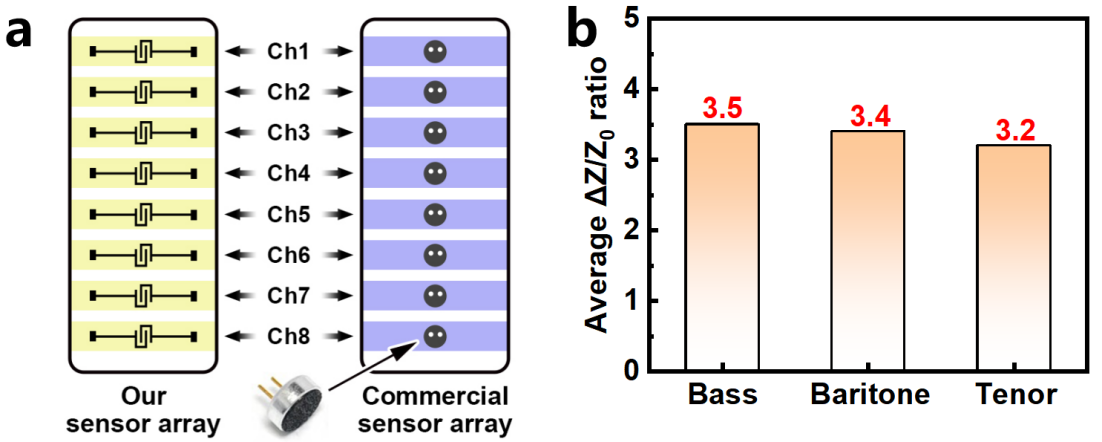 a
Ch1
Ch2
Ch3
Ch4
Ch5
Ch6
Ch7
Ch8
Our
sensor array
Commercial
sensor array
b
Average ΔZ/Z₀ ratio
5
4
3
2
1
0
3.5
3.4
3.2
Bass
Baritone
Tenor